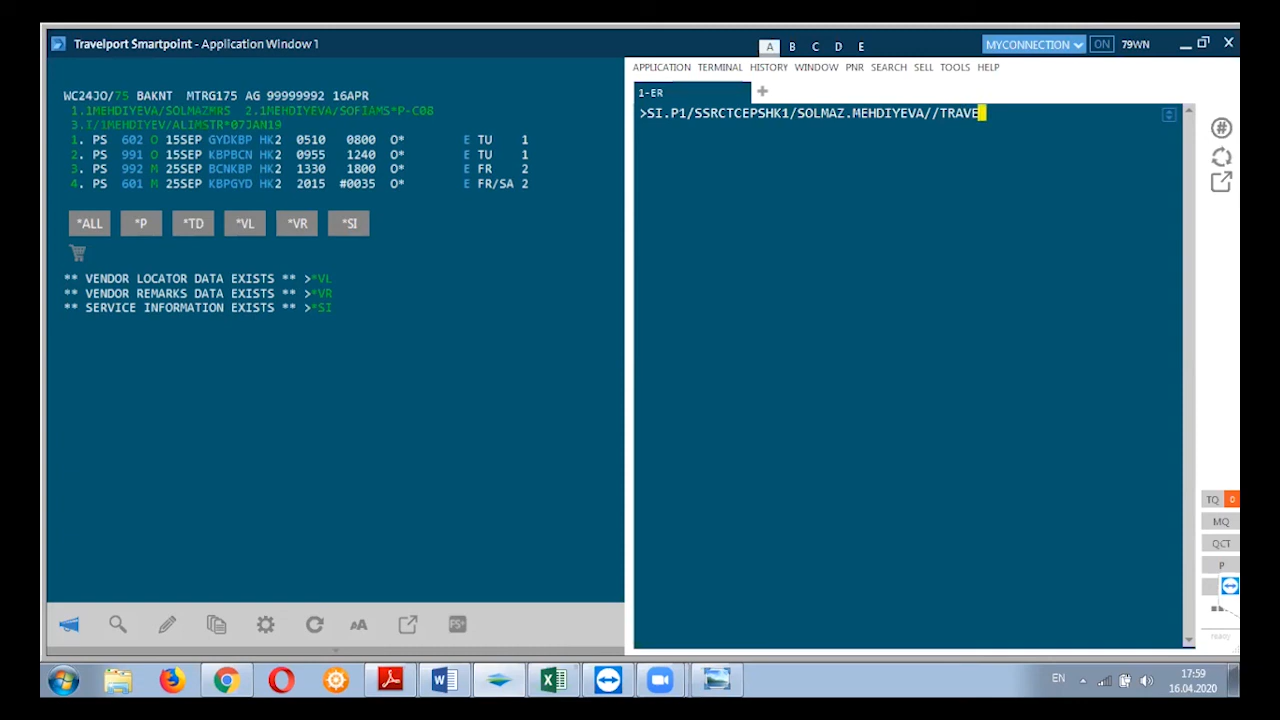 Travelport Smartpoint - Application Window 1
A B C D E
MYCONNECTION ON 79WN
APPLICATION TERMINAL HISTORY WINDOW PNR SEARCH SELL TOOLS HELP
WC24JO/75 BAKNT MTRG175 AG 99999992 16APR
1.1MEHDIYEVA/SOLMAZMRS 2.1MEHDIYEVA/SOFIAMS*P-C08
3.I/1MEHDIYEV/ALIMSTR*07JAN19
1. PS 602 O 15SEP GYDKBP HK2 0510 0800 O* E TU 1
2. PS 991 O 15SEP KBPBCN HK2 0955 1240 O* E TU 1
3. PS 992 M 25SEP BCNKBP HK2 1330 1800 O* E FR 2
4. PS 601 M 25SEP KBPGYD HK2 2015 #0035 O* E FR/SA 2
*ALL *P *TD *VL *VR *SI
** VENDOR LOCATOR DATA EXISTS ** >*VL
** VENDOR REMARKS DATA EXISTS ** >*VR
** SERVICE INFORMATION EXISTS ** >*SI
1-ER
>SI.P1/SSRCTCEPSHK1/SOLMAZ.MEHDIYEVA//TRAVE
TQ 0
MQ
QCT
P
ready
AA
PS+
EN
17:59
16.04.2020